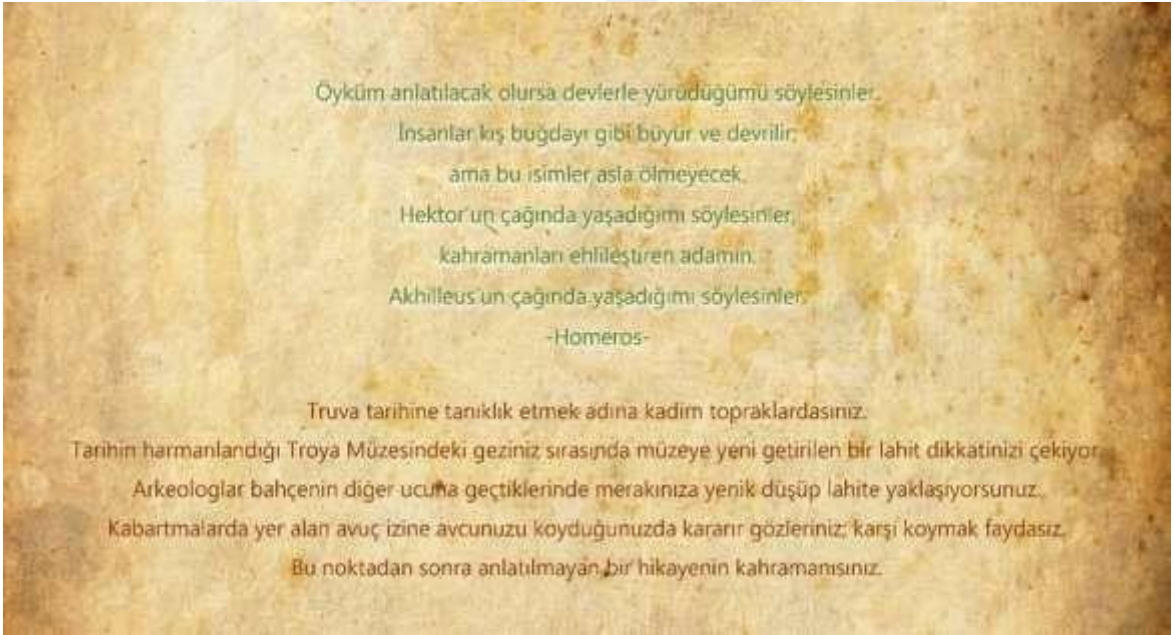 Öyküm anlatılacak olursa devlerle yürüdüğümü söylesinler.
İnsanlar kış buğdayı gibi büyür ve devrilir;
ama bu isimler asla ölmeyecek.
Hektor'un çağında yaşadığımı söylesinler,
kahramanları ehlileştiren adamın.
Akhilleus'un çağında yaşadığımı söylesinler.
-Homeros-
Truva tarihine tanıklık etmek adına kadim topraklardasınız.
Tarihin harmanlandığı Troya Müzesindeki geziniz sırasında müzeye yeni getirilen bir lahit dikkatinizi çekiyor.
Arkeologlar bahçenin diğer ucuna geçtiklerinde merakınıza yenik düşüp lahite yaklaşıyorsunuz.
Kabartmalarda yer alan avuç izine avcunuzu koyduğunuzda kararır gözleriniz; karşı koymak faydasız.
Bu noktadan sonra anlatılmayan bir hikayenin kahramanısınız.